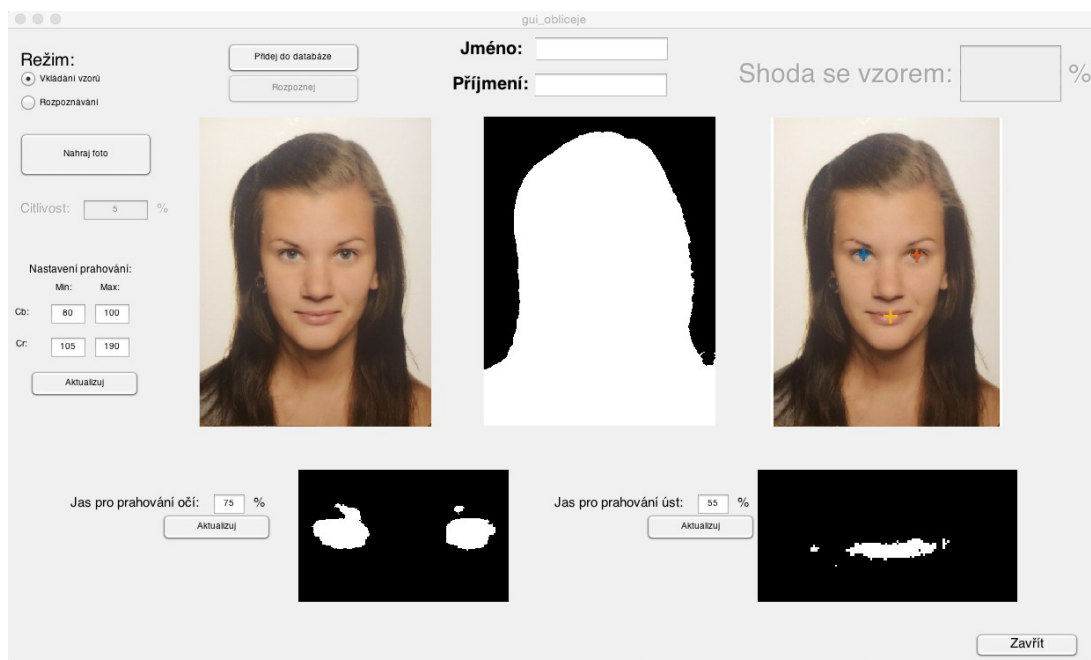 gui_obliceje
Režim:
Vkládání vzorů
Rozpoznávání
Přidej do databáze
Rozpoznej
Jméno:
Příjmení:
Shoda se vzorem: %
Nahraj foto
Citlivost: 5 %
Nastavení prahování:
Min: Max:
Cb: 80 100
Cr: 105 190
Aktualizuj
Jas pro prahování očí: 75 %
Aktualizuj
Jas pro prahování úst: 55 %
Aktualizuj
Zavřít